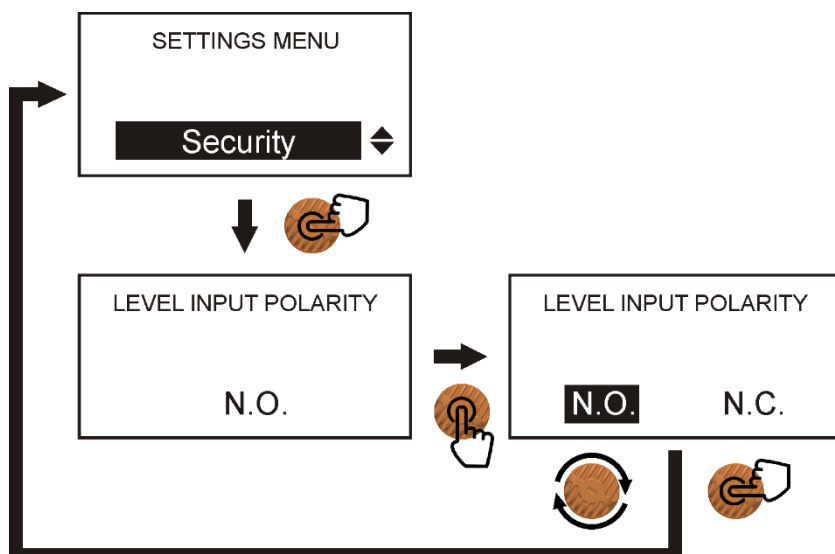 SETTINGS MENU
Security
LEVEL INPUT POLARITY
N.O.
LEVEL INPUT POLARITY
N.O. N.C.